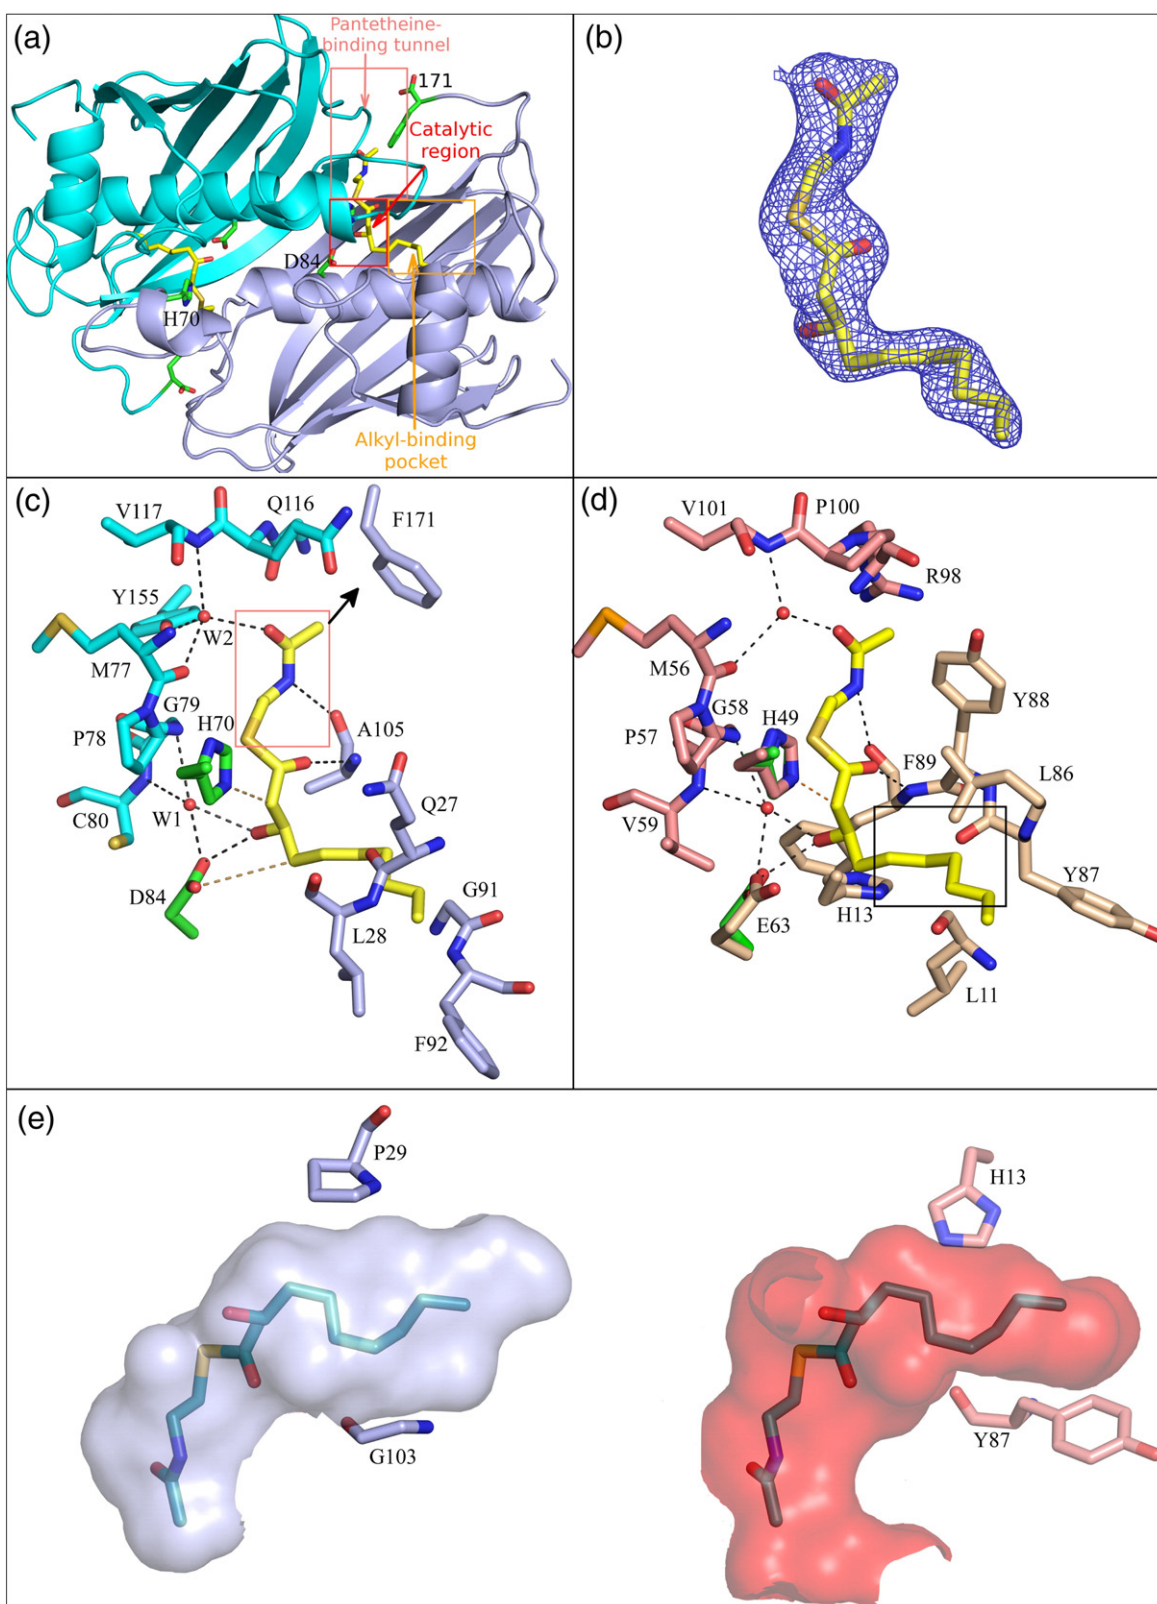 (a)
Pantetheine-
binding tunnel
171
Catalytic
region
D84
H70
Alkyl-binding
pocket
(b)
(c)
V117
Q116
F171
Y155
W2
M77
G79
H70
A105
P78
Q27
C80
W1
D84
G91
L28
F92
(d)
V101
P100
R98
M56
Y88
G58
H49
P57
F89
L86
V59
Y87
H13
E63
L11
(e)
P29
G103
H13
Y87